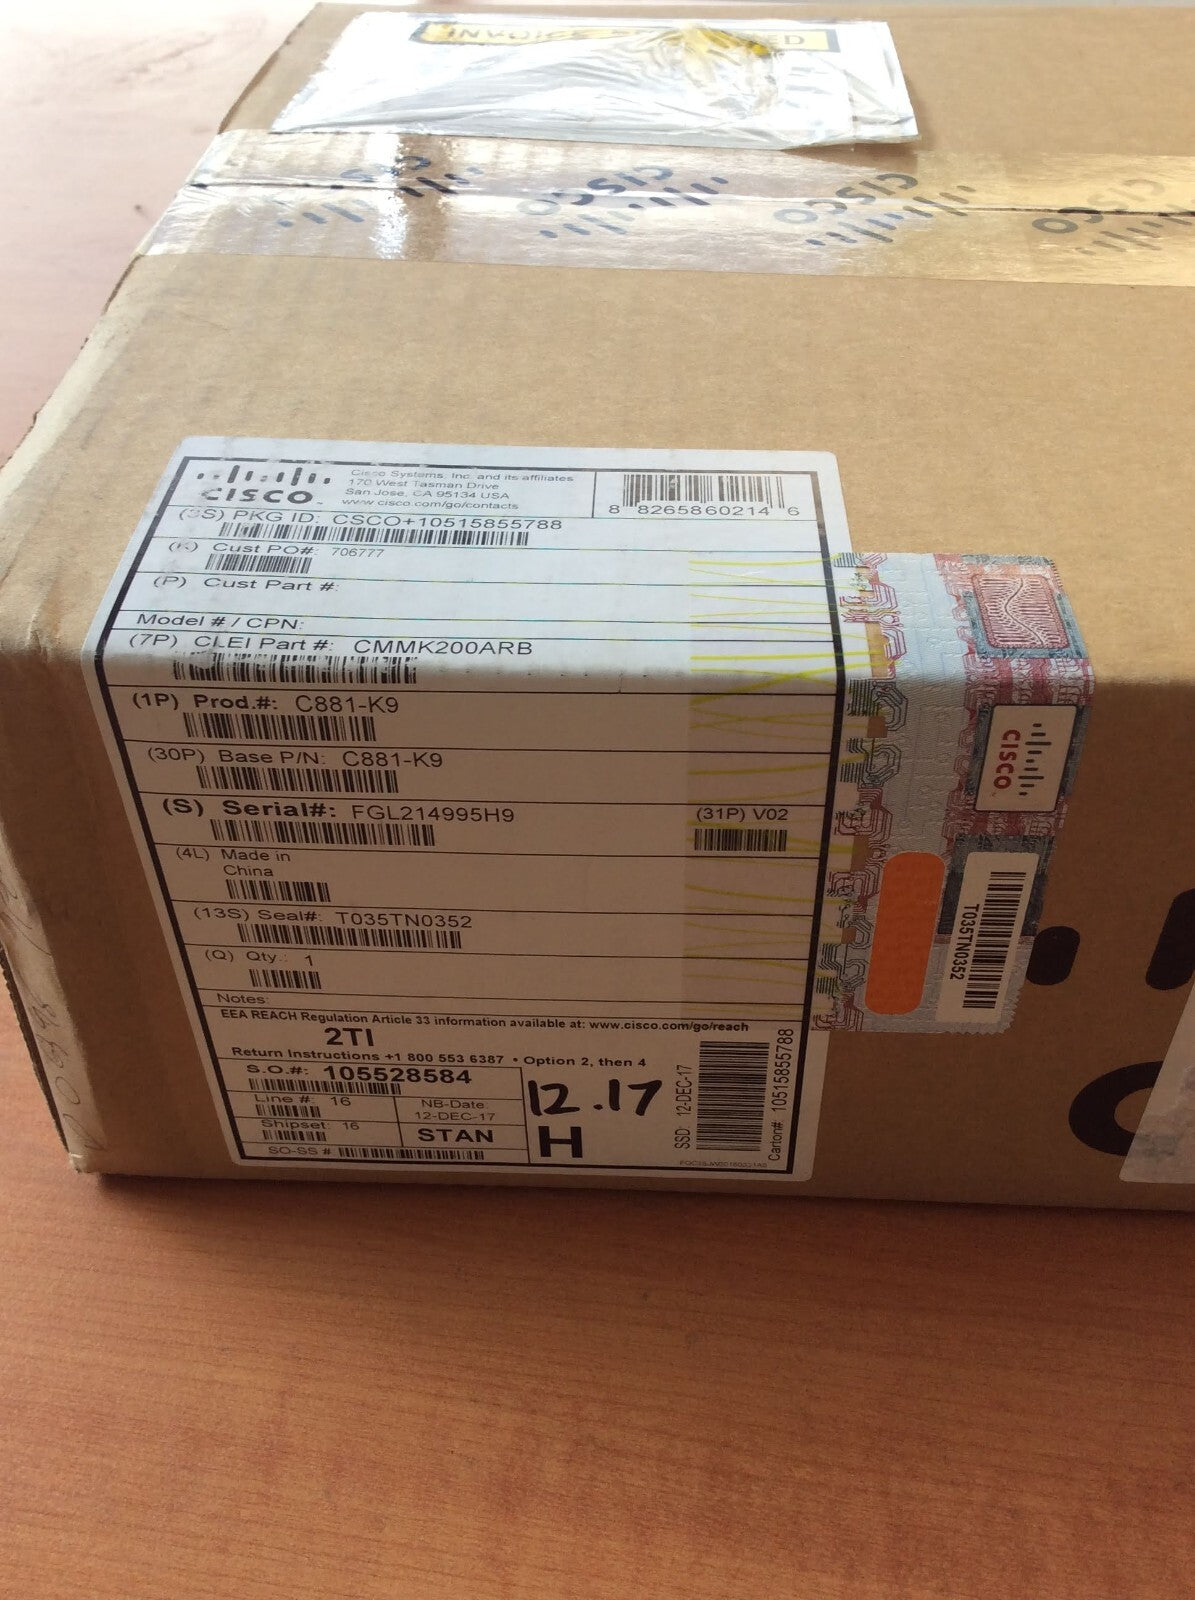 INVOICE ENCLOSED
CISCO
CISCO
CISCO
CISCO
CISCO
Cisco Systems, Inc. and its affiliates
170 West Tasman Drive
San Jose, CA 95134 USA
www.cisco.com/go/contacts
8 82658 60214 6
(3S) PKG ID: CSCO+10515855788
(K) Cust PO#: 706777
(P) Cust Part #:
Model # / CPN:
(7P) CLEI Part #: CMMK200ARB
(1P) Prod.#: C881-K9
(30P) Base P/N: C881-K9
(S) Serial#: FGL214995H9
(31P) V02
(4L) Made in
China
(13S) Seal#: T035TN0352
(Q) Qty.: 1
Notes:
EEA REACH Regulation Article 33 information available at: www.cisco.com/go/reach
2TI
Return Instructions +1 800 553 6387 • Option 2, then 4
S.O.#: 105528584
Line #: 16
NB-Date:
12-DEC-17
Shipset: 16
STAN
SO-SS #
12.17
H
SSD: 12-DEC-17
Carton# 10515855788
CISCO
T035TN0352